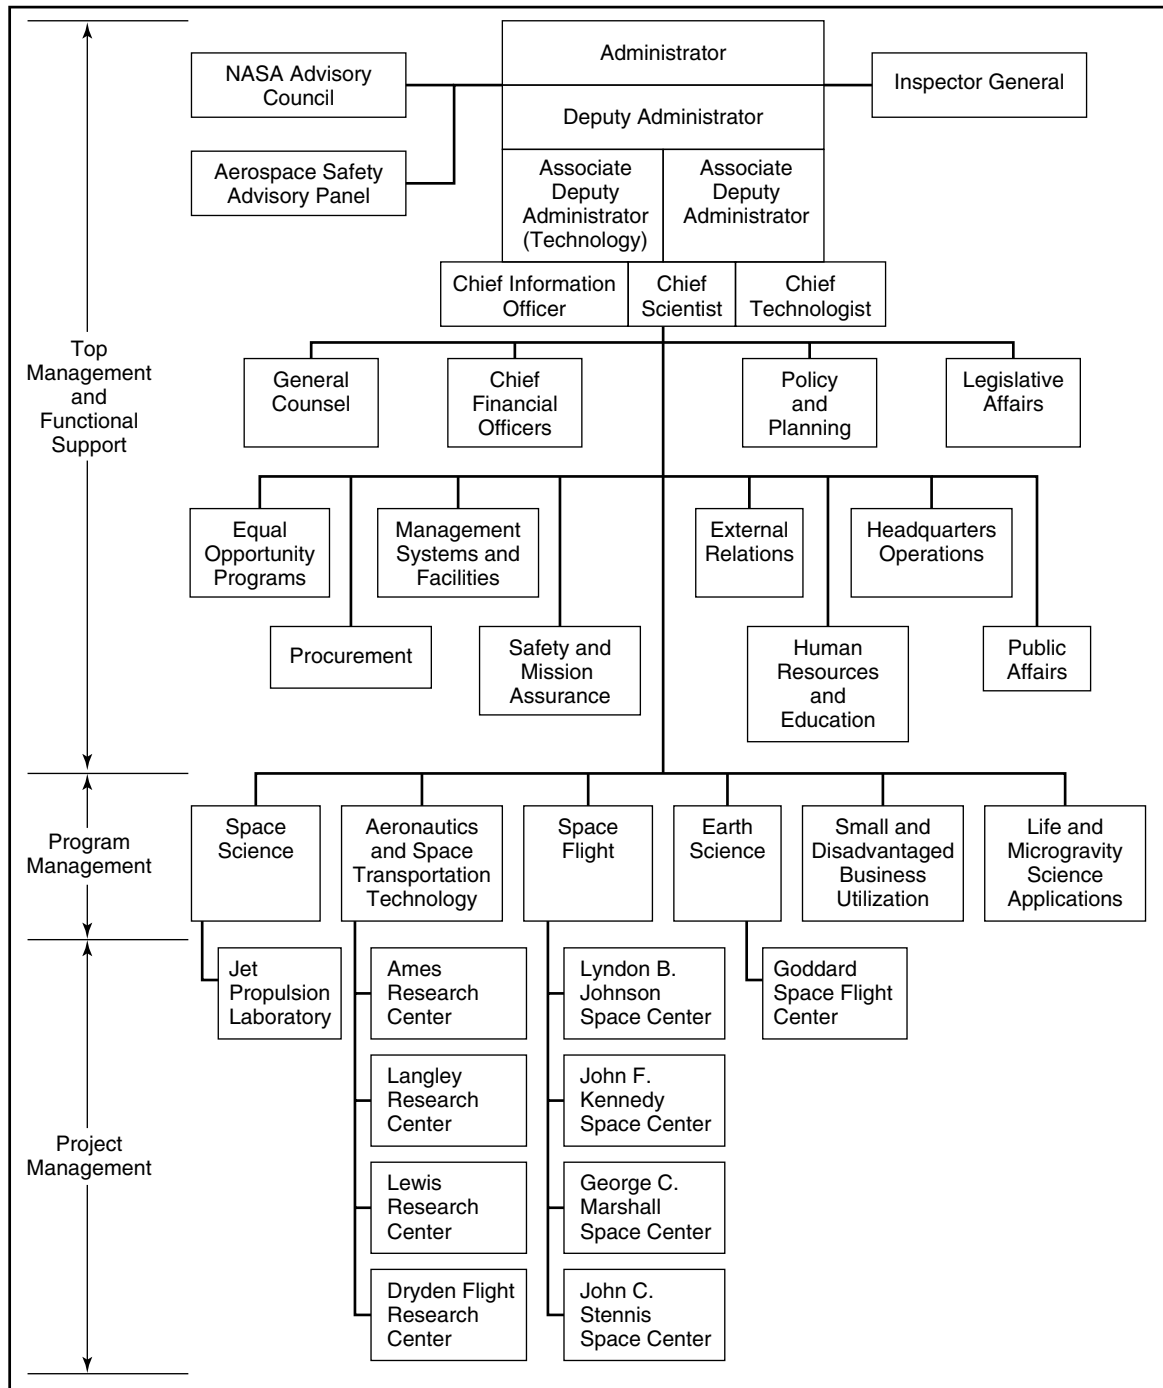 Administrator
NASA Advisory
Council
Inspector General
Deputy Administrator
Aerospace Safety
Advisory Panel
Associate
Deputy
Administrator
(Technology)
Associate
Deputy
Administrator
Chief Information
Officer
Chief
Scientist
Chief
Technologist
Top
Management
and
Functional
Support
General
Counsel
Chief
Financial
Officers
Policy
and
Planning
Legislative
Affairs
Equal
Opportunity
Programs
Management
Systems and
Facilities
External
Relations
Headquarters
Operations
Procurement
Safety and
Mission
Assurance
Human
Resources
and
Education
Public
Affairs
Program
Management
Space
Science
Aeronautics
and Space
Transportation
Technology
Space
Flight
Earth
Science
Small and
Disadvantaged
Business
Utilization
Life and
Microgravity
Science
Applications
Project
Management
Jet
Propulsion
Laboratory
Ames
Research
Center
Langley
Research
Center
Lewis
Research
Center
Dryden Flight
Research
Center
Lyndon B.
Johnson
Space Center
John F.
Kennedy
Space Center
George C.
Marshall
Space Center
John C.
Stennis
Space Center
Goddard
Space Flight
Center